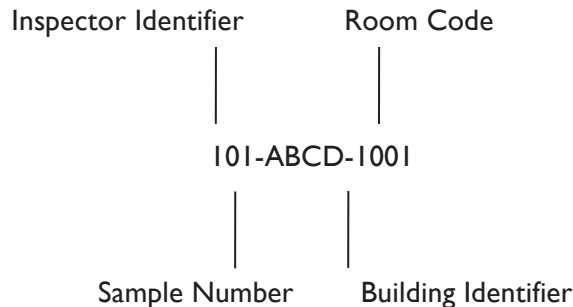 Inspector Identifier Room Code
101-ABCD-1001
Sample Number Building Identifier